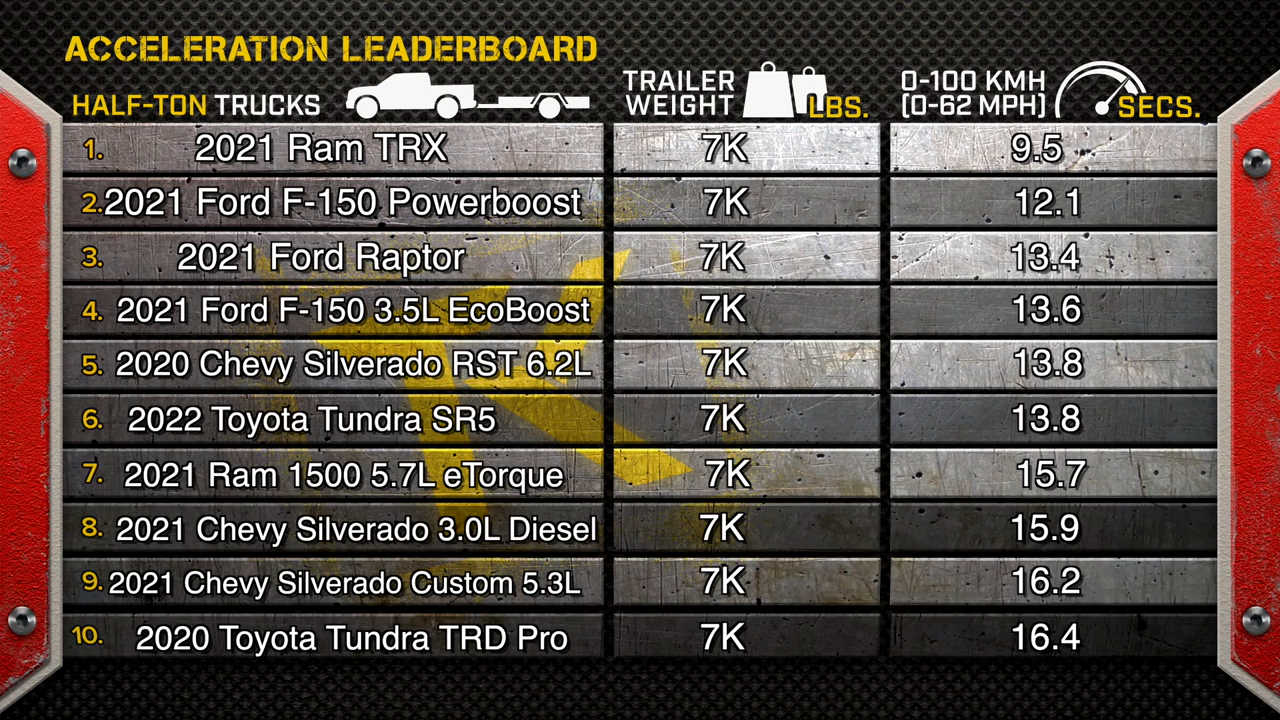 ACCELERATION LEADERBOARD
HALF-TON TRUCKS
TRAILER WEIGHT LBS.
0-100 KMH [0-62 MPH] SECS.
1. 2021 Ram TRX 7K 9.5
2. 2021 Ford F-150 Powerboost 7K 12.1
3. 2021 Ford Raptor 7K 13.4
4. 2021 Ford F-150 3.5L EcoBoost 7K 13.6
5. 2020 Chevy Silverado RST 6.2L 7K 13.8
6. 2022 Toyota Tundra SR5 7K 13.8
7. 2021 Ram 1500 5.7L eTorque 7K 15.7
8. 2021 Chevy Silverado 3.0L Diesel 7K 15.9
9. 2021 Chevy Silverado Custom 5.3L 7K 16.2
10. 2020 Toyota Tundra TRD Pro 7K 16.4